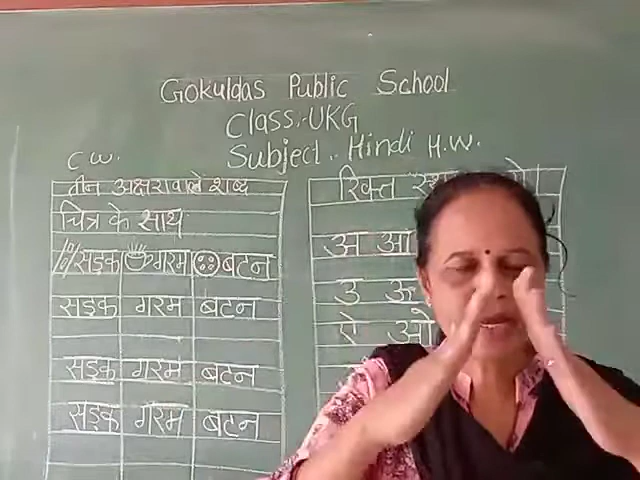 Gokuldas Public School
Class:-UKG
Subject:- Hindi
C.W.
तीन अक्षरावाले शब्द
चित्र के साथ
सड़क गरम बटन
सड़क गरम बटन
सड़क गरम बटन
सड़क गरम बटन
H.W.
रिक्त
अ आ
उ ऊ
ऐ ओ